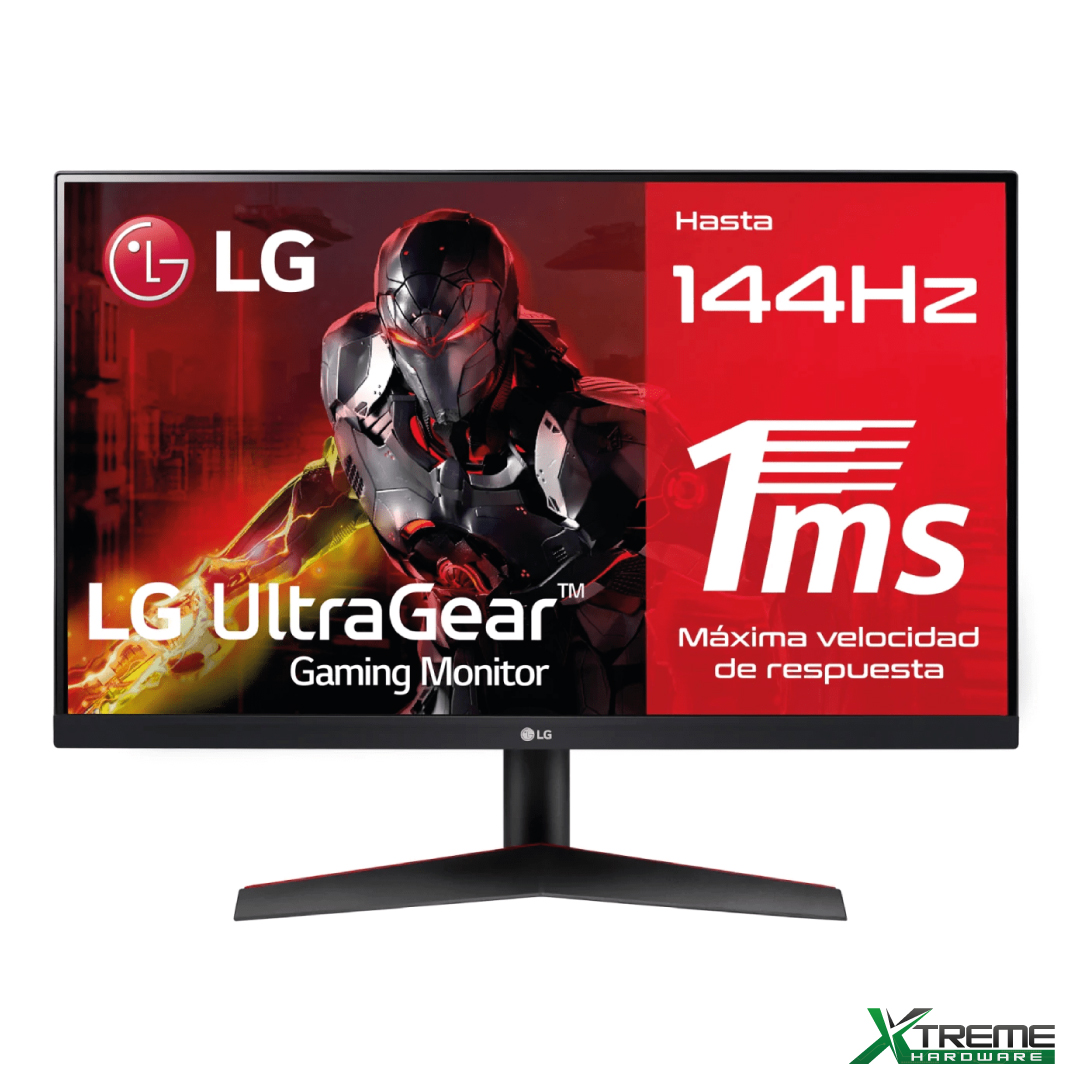 LG
LG UltraGear™
Gaming Monitor
Hasta
144Hz
1ms
Máxima velocidad
de respuesta
LG
XTREME
HARDWARE